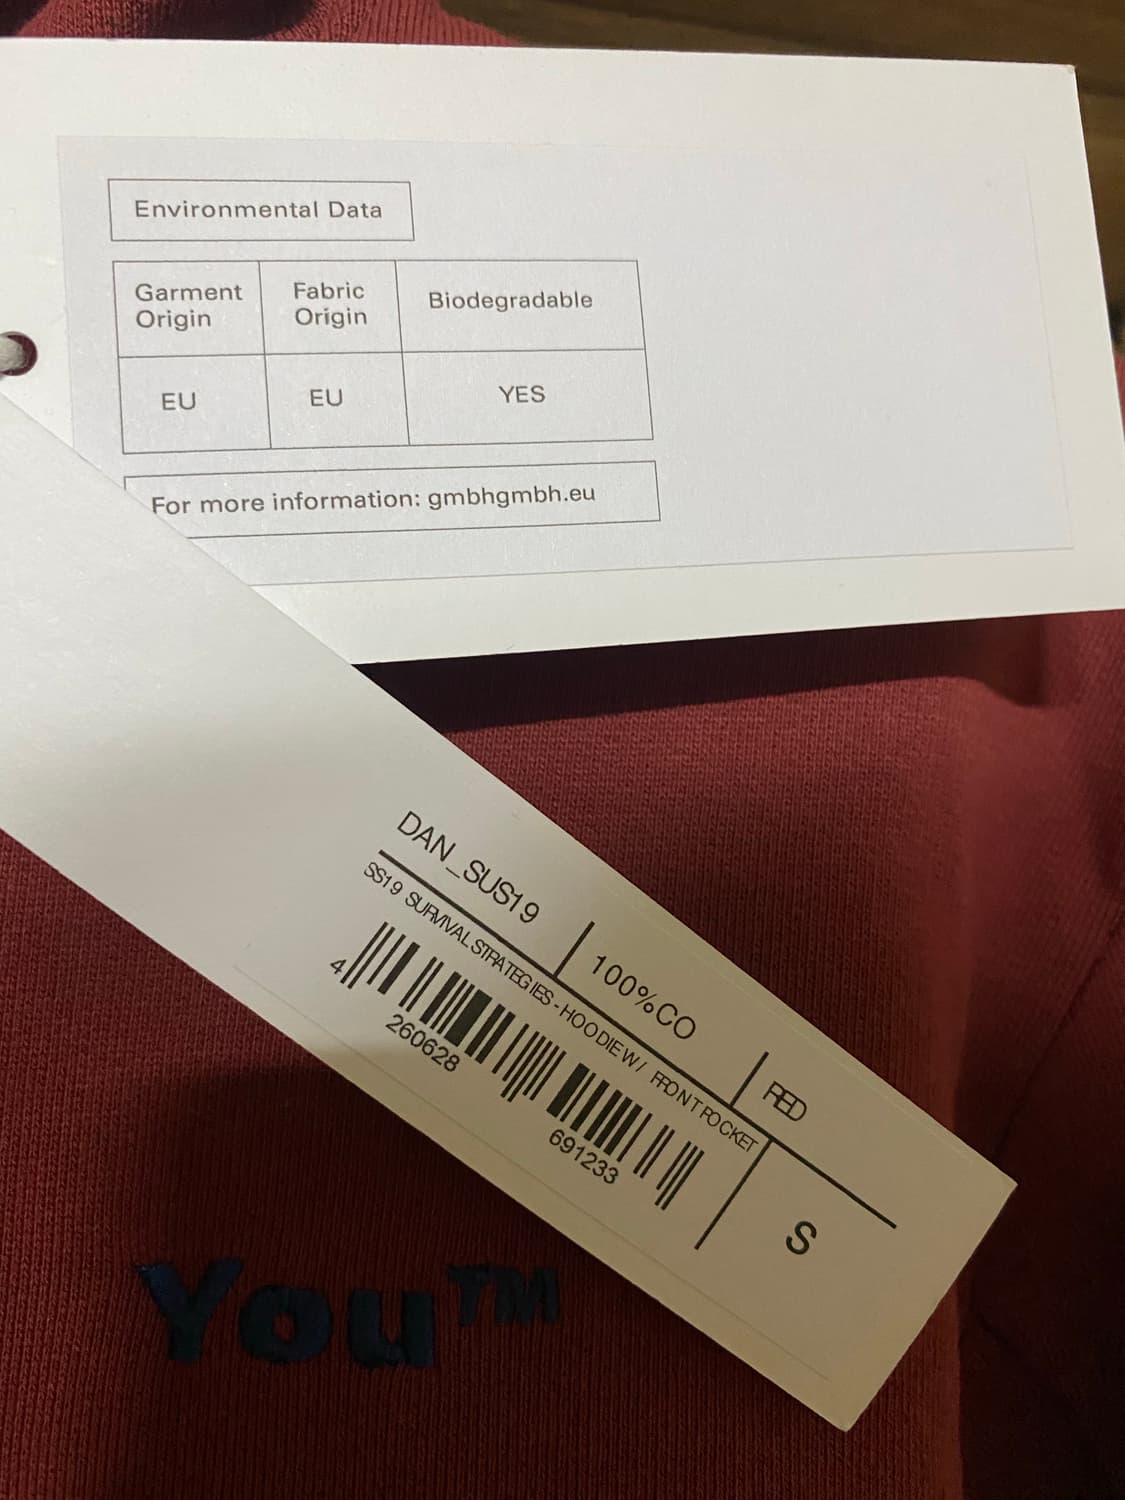 Environmental Data
Garment Origin
Fabric Origin
Biodegradable
EU
EU
YES
For more information: gmbhgmbh.eu
DAN_SUS19
100%CO
RED
SS19 SURVIVAL STRATEGIES - HOODIE W/ FRONT POCKET
4
260628
691233
S
You™